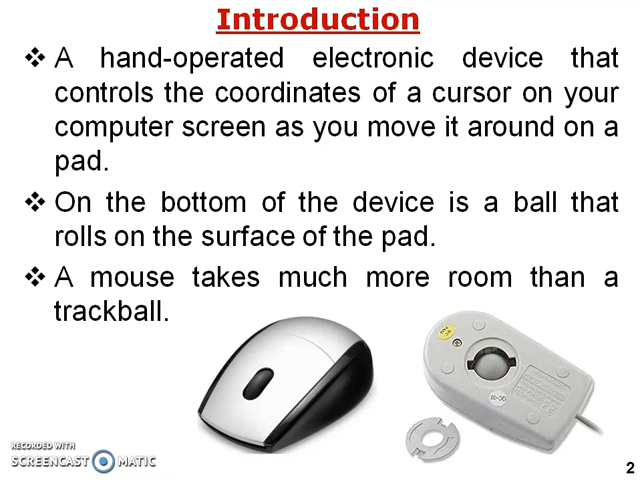 Introduction
❖ A hand-operated electronic device that
controls the coordinates of a cursor on your
computer screen as you move it around on a
pad.
❖ On the bottom of the device is a ball that
rolls on the surface of the pad.
❖ A mouse takes much more room than a
trackball.
RECORDED WITH
SCREENCAST MATIC
2